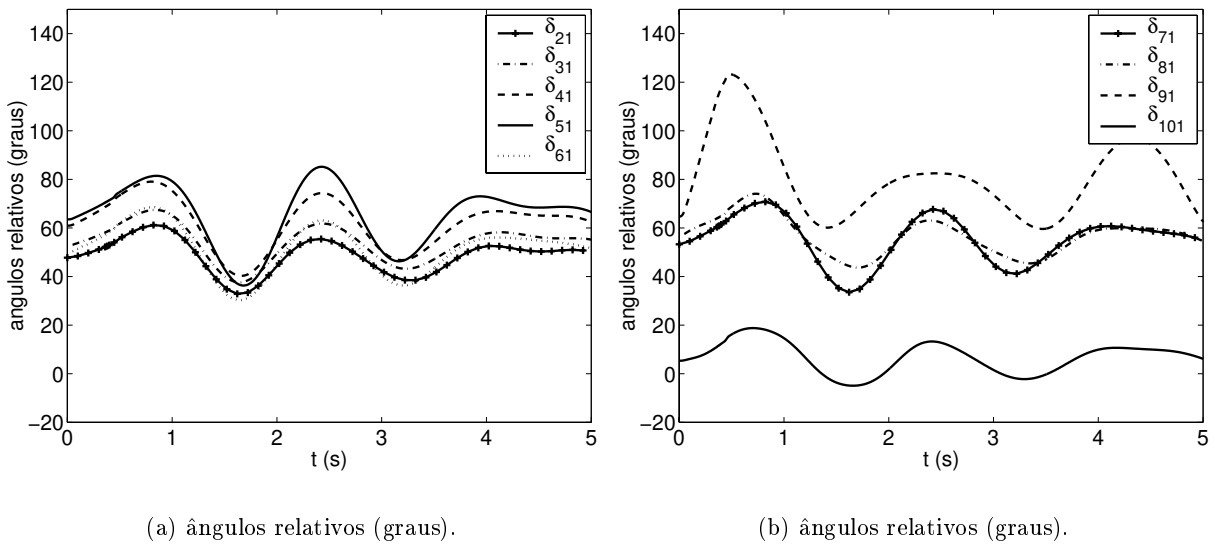 140
120
100
80
60
40
20
0
−20
0 1 2 3 4 5
ângulos relativos (graus)
t (s)
δ21
δ31
δ41
δ51
δ61
(a) ângulos relativos (graus).
140
120
100
80
60
40
20
0
−20
0 1 2 3 4 5
ângulos relativos (graus)
t (s)
δ71
δ81
δ91
δ101
(b) ângulos relativos (graus).